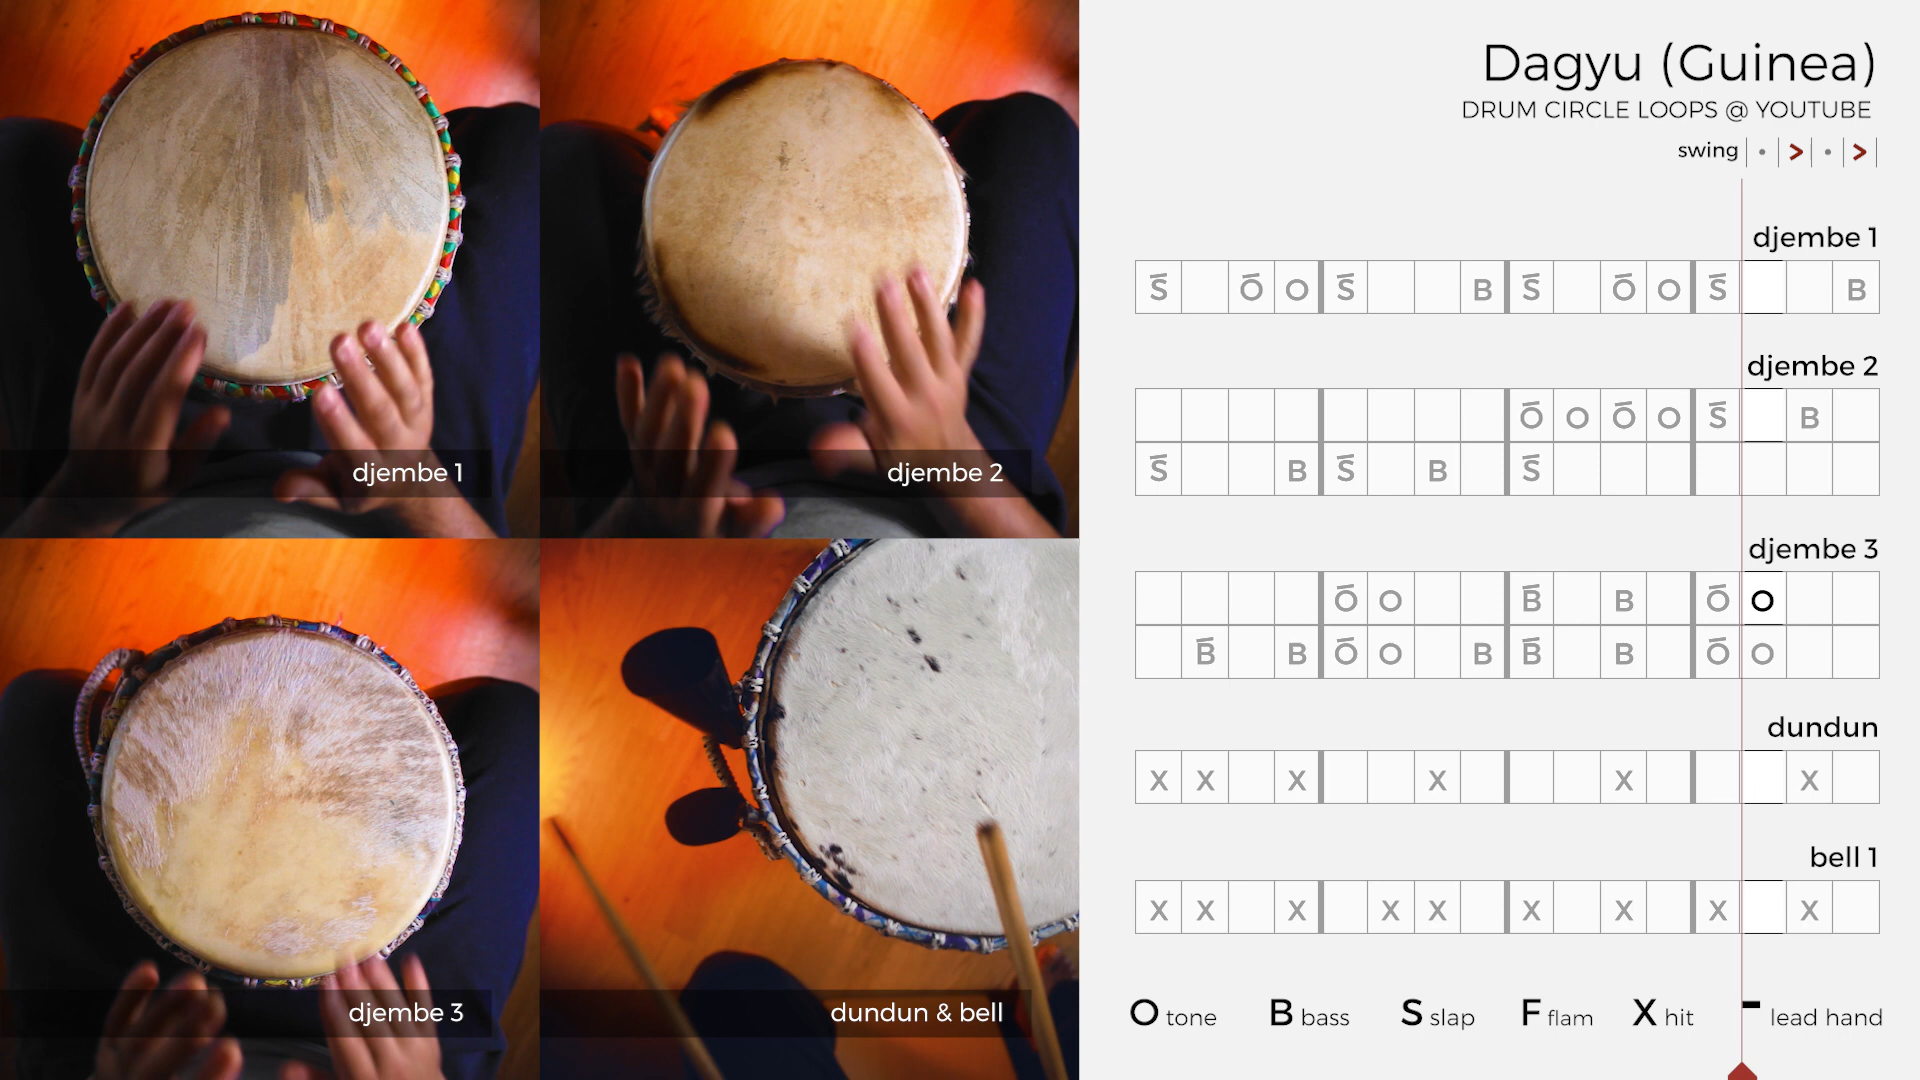 Dagyu (Guinea)
DRUM CIRCLE LOOPS @ YOUTUBE
swing | • | > | • | > |
djembe 1
S̄ Ō O S̄ B S̄ Ō O S̄ B
djembe 2
Ō O Ō O S̄ B
S̄ B S̄ B S̄
djembe 3
Ō O B̄ B Ō O
B̄ B Ō O B B̄ B Ō O
dundun
X X X X X X
bell 1
X X X X X X X X X
O tone B bass S slap F flam X hit - lead hand
djembe 1
djembe 2
djembe 3
dundun & bell